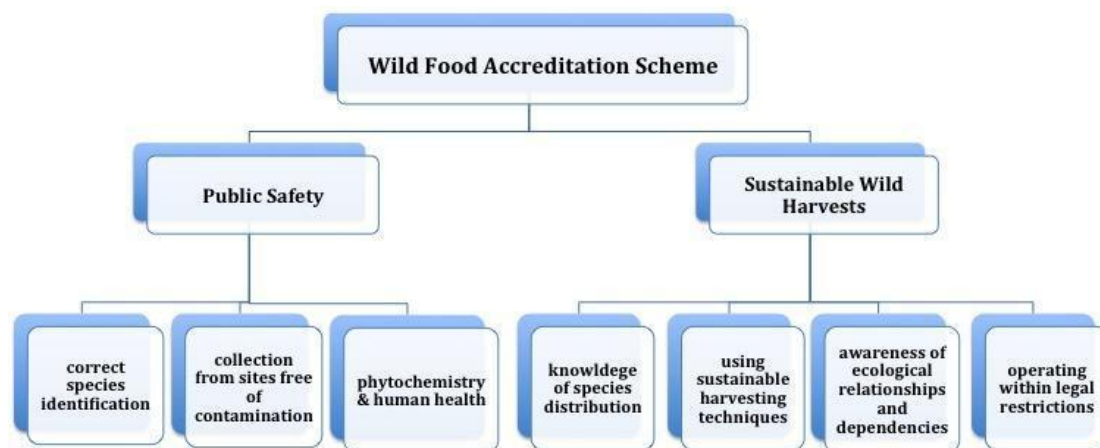 Wild Food Accreditation Scheme
Public Safety
Sustainable Wild
Harvests
correct
species
identification
collection
from sites free
of
contamination
phytochemistry
& human health
knowldege
of species
distribution
using
sustainable
harvesting
techniques
awareness of
ecological
relationships
and
dependencies
operating
within legal
restrictions